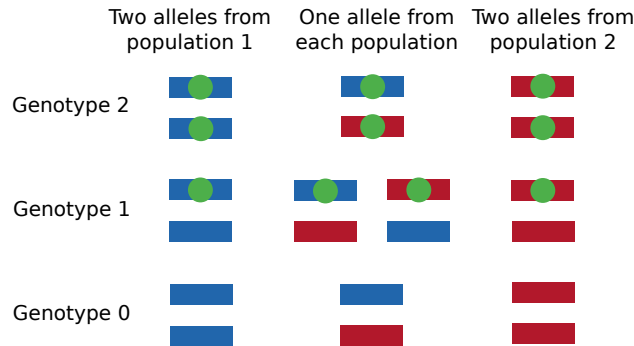 Two alleles from
population 1
One allele from
each population
Two alleles from
population 2
Genotype 2
Genotype 1
Genotype 0